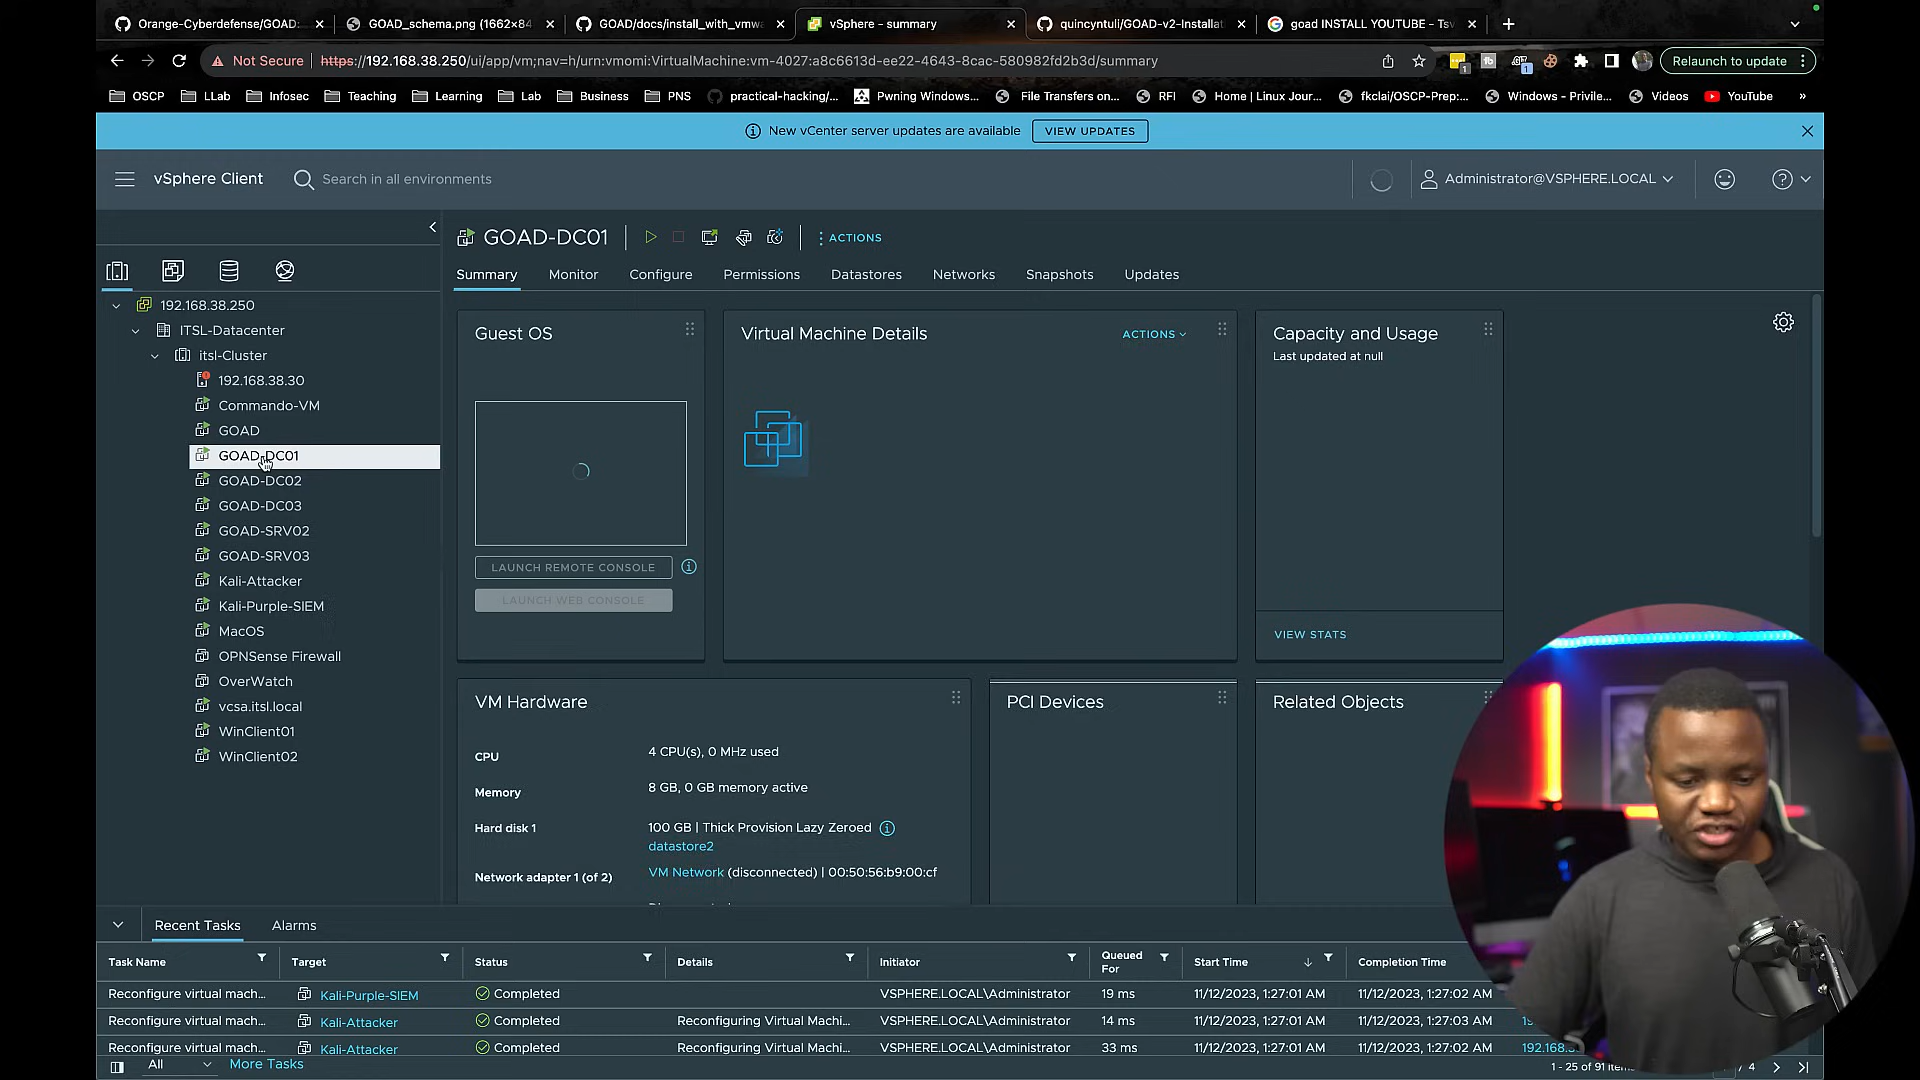 Orange-Cyberdefense/GOAD:
GOAD_schema.png (1662×84
GOAD/docs/install_with_vmwa
vSphere - summary
quincyntuli/GOAD-v2-Installat
goad INSTALL YOUTUBE - Tsv
Not Secure https://192.168.38.250/ui/app/vm;nav=h/urn:vmomi:VirtualMachine:vm-4027:a8c6613d-ee22-4643-8cac-580982fd2b3d/summary
Relaunch to update
OSCP LLab Infosec Teaching Learning Lab Business PNS practical-hacking/... Pwning Windows... File Transfers on... RFI Home | Linux Jour... fkclai/OSCP-Prep:... Windows - Privile... Videos YouTube »
New vCenter server updates are available VIEW UPDATES
vSphere Client Search in all environments Administrator@VSPHERE.LOCAL
GOAD-DC01 ACTIONS
Summary Monitor Configure Permissions Datastores Networks Snapshots Updates
192.168.38.250
ITSL-Datacenter
itsl-Cluster
192.168.38.30
Commando-VM
GOAD
GOAD-DC01
GOAD-DC02
GOAD-DC03
GOAD-SRV02
GOAD-SRV03
Kali-Attacker
Kali-Purple-SIEM
MacOS
OPNSense Firewall
OverWatch
vcsa.itsl.local
WinClient01
WinClient02
Guest OS
LAUNCH REMOTE CONSOLE
LAUNCH WEB CONSOLE
Virtual Machine Details ACTIONS
Capacity and Usage
Last updated at null
VIEW STATS
VM Hardware
CPU 4 CPU(s), 0 MHz used
Memory 8 GB, 0 GB memory active
Hard disk 1 100 GB | Thick Provision Lazy Zeroed
datastore2
Network adapter 1 (of 2) VM Network (disconnected) | 00:50:56:b9:00:cf
PCI Devices
Related Objects
Recent Tasks Alarms
Task Name Target Status Details Initiator Queued For Start Time Completion Time
Reconfigure virtual mach... Kali-Purple-SIEM Completed VSPHERE.LOCAL\Administrator 19 ms 11/12/2023, 1:27:01 AM 11/12/2023, 1:27:02 AM
Reconfigure virtual mach... Kali-Attacker Completed Reconfiguring Virtual Machi... VSPHERE.LOCAL\Administrator 14 ms 11/12/2023, 1:27:01 AM 11/12/2023, 1:27:03 AM
Reconfigure virtual mach... Kali-Attacker Completed Reconfiguring Virtual Machi... VSPHERE.LOCAL\Administrator 33 ms 11/12/2023, 1:27:01 AM 11/12/2023, 1:27:02 AM 192.168.3
All More Tasks 1 - 25 of 91 items / 4